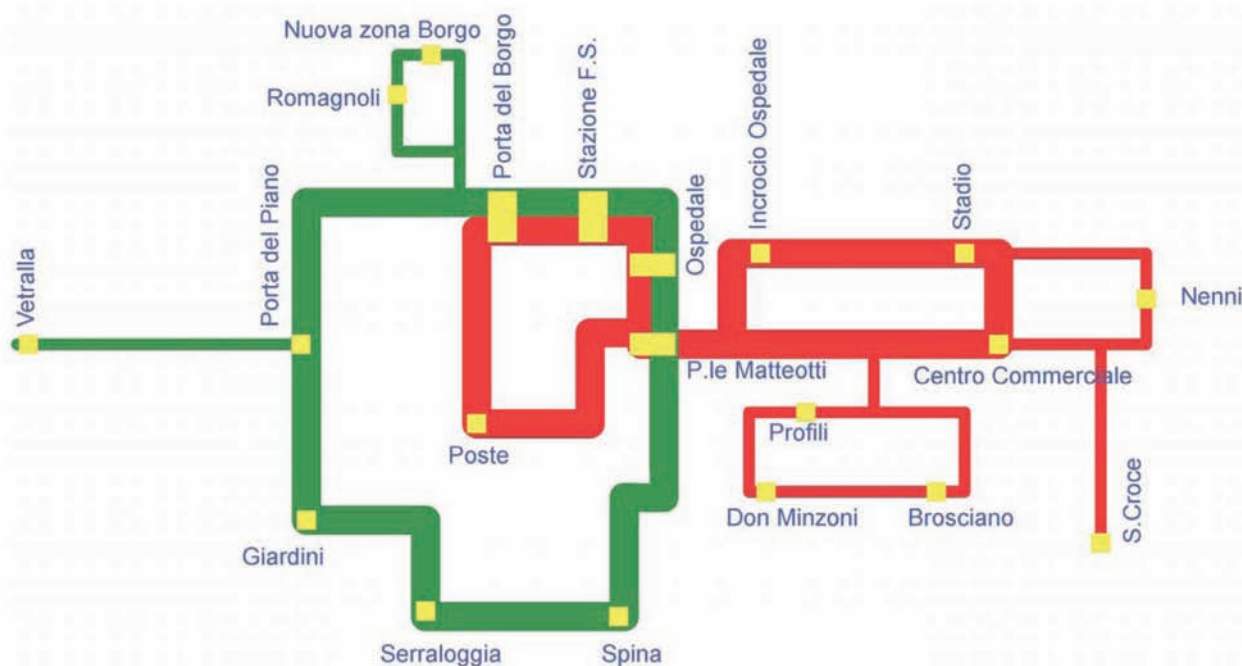 Nuova zona Borgo
Romagnoli
Porta del Borgo
Stazione F.S.
Incrocio Ospedale
Stadio
Porta del Piano
Ospedale
Vetralla
Nenni
P.le Matteotti
Centro Commerciale
Profili
Poste
Don Minzoni
Brosciano
S.Croce
Giardini
Serraloggia
Spina